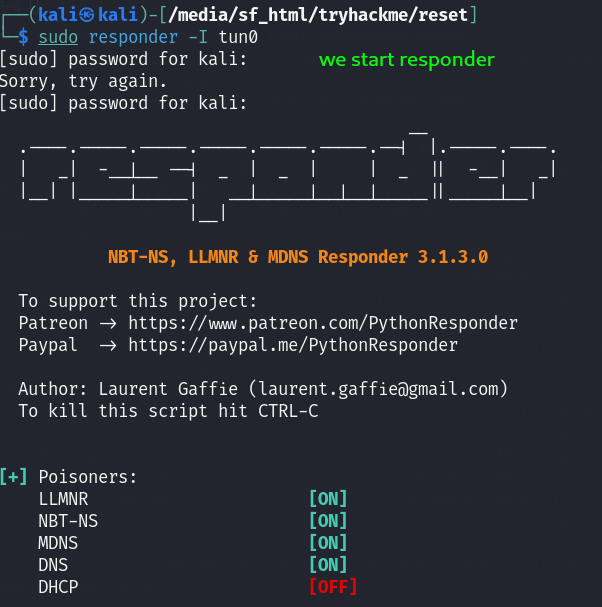 (kali㉿kali)-[/media/sf_html/tryhackme/reset]
$ sudo responder -I tun0
[sudo] password for kali: we start responder
Sorry, try again.
[sudo] password for kali:
NBT-NS, LLMNR & MDNS Responder 3.1.3.0
To support this project:
Patreon -> https://www.patreon.com/PythonResponder
Paypal -> https://paypal.me/PythonResponder
Author: Laurent Gaffie (laurent.gaffie@gmail.com)
To kill this script hit CTRL-C
[+] Poisoners:
LLMNR [ON]
NBT-NS [ON]
MDNS [ON]
DNS [ON]
DHCP [OFF]